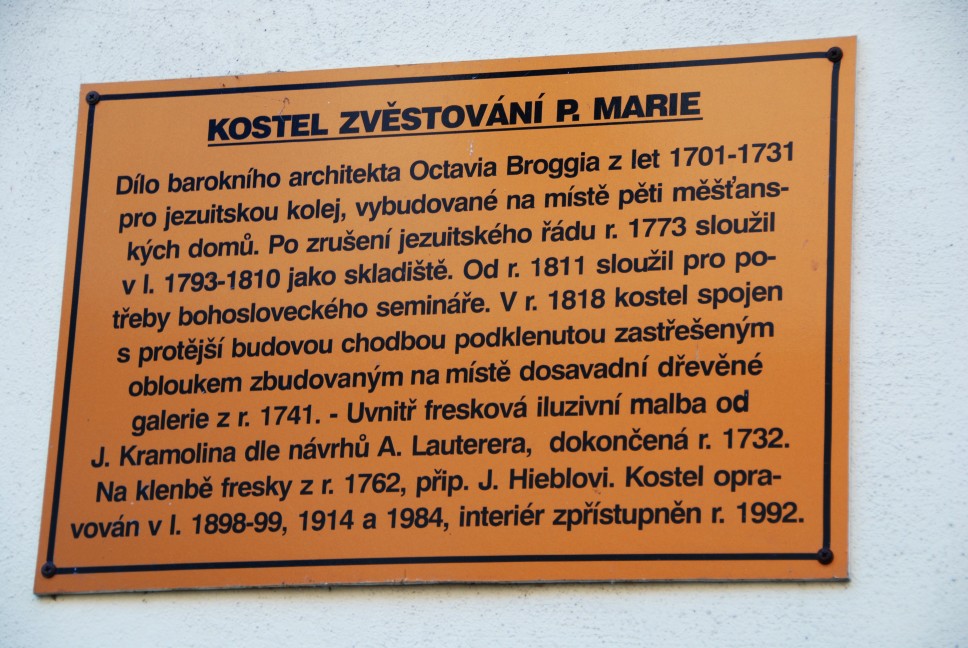 KOSTEL ZVĚSTOVÁNÍ P. MARIE
Dílo barokního architekta Octavia Broggia z let 1701-1731
pro jezuitskou kolej, vybudované na místě pěti měšťans-
kých domů. Po zrušení jezuitského řádu r. 1773 sloužil
v l. 1793-1810 jako skladiště. Od r. 1811 sloužil pro po-
třeby bohosloveckého semináře. V r. 1818 kostel spojen
s protější budovou chodbou podklenutou zastřešeným
obloukem zbudovaným na místě dosavadní dřevěné
galerie z r. 1741. - Uvnitř fresková iluzivní malba od
J. Kramolina dle návrhů A. Lauterera, dokončená r. 1732.
Na klenbě fresky z r. 1762, přip. J. Hieblovi. Kostel opra-
vován v l. 1898-99, 1914 a 1984, interiér zpřístupněn r. 1992.